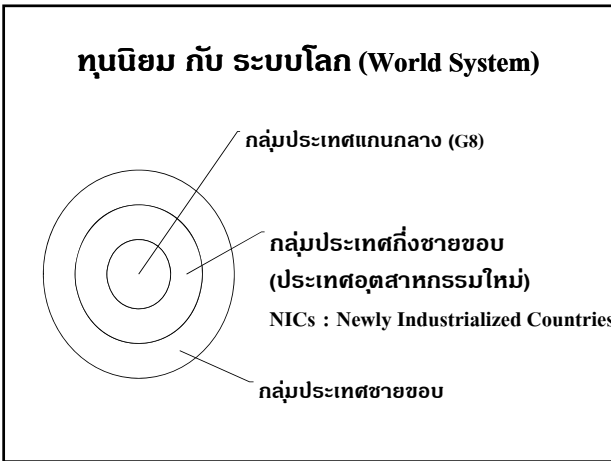 ทุนนิยม กับ ระบบโลก (World System)
กลุ่มประเทศแกนกลาง (G8)
กลุ่มประเทศกึ่งชายขอบ
(ประเทศอุตสาหกรรมใหม่)
NICs : Newly Industrialized Countries
กลุ่มประเทศชายขอบ